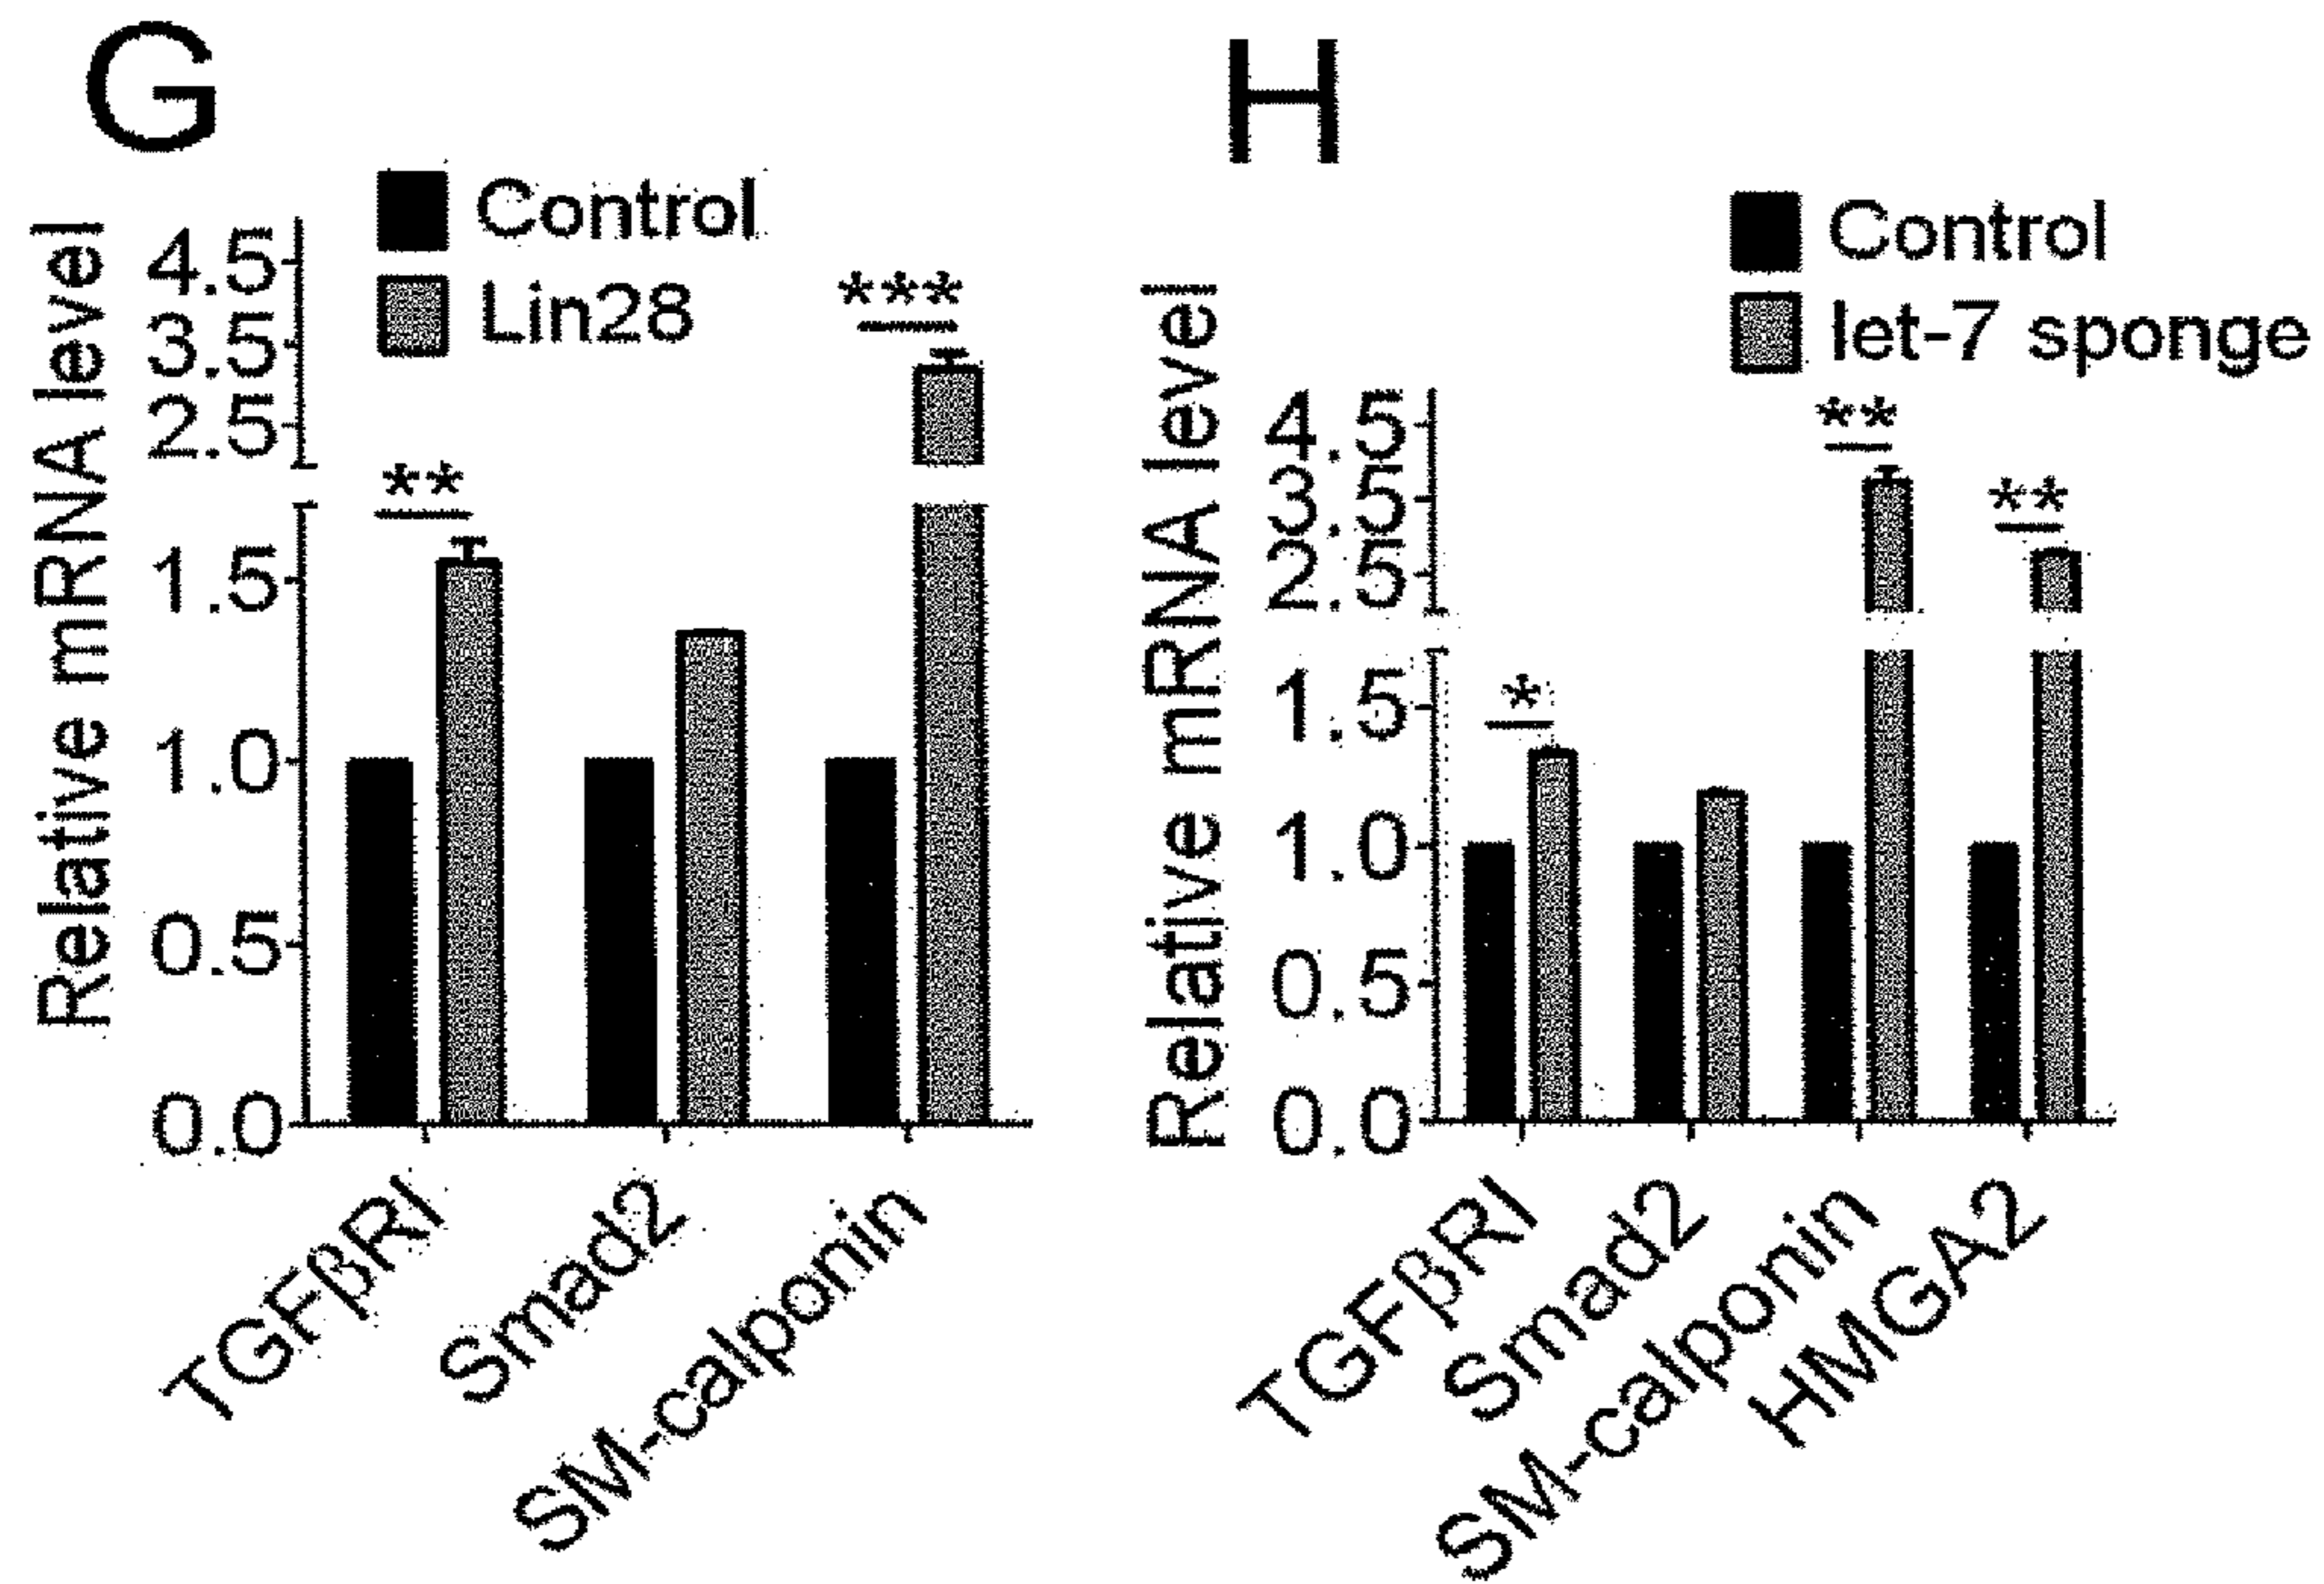 G
Control
Lin28
Relative mRNA level
4.5
3.5
2.5
1.5
1.0
0.5
0.0
**
***
TGFβRI
Smad2
SM-calponin
H
Control
let-7 sponge
Relative mRNA level
4.5
3.5
2.5
1.5
1.0
0.5
0.0
*
**
**
TGFβRI
Smad2
SM-calponin
HMGA2